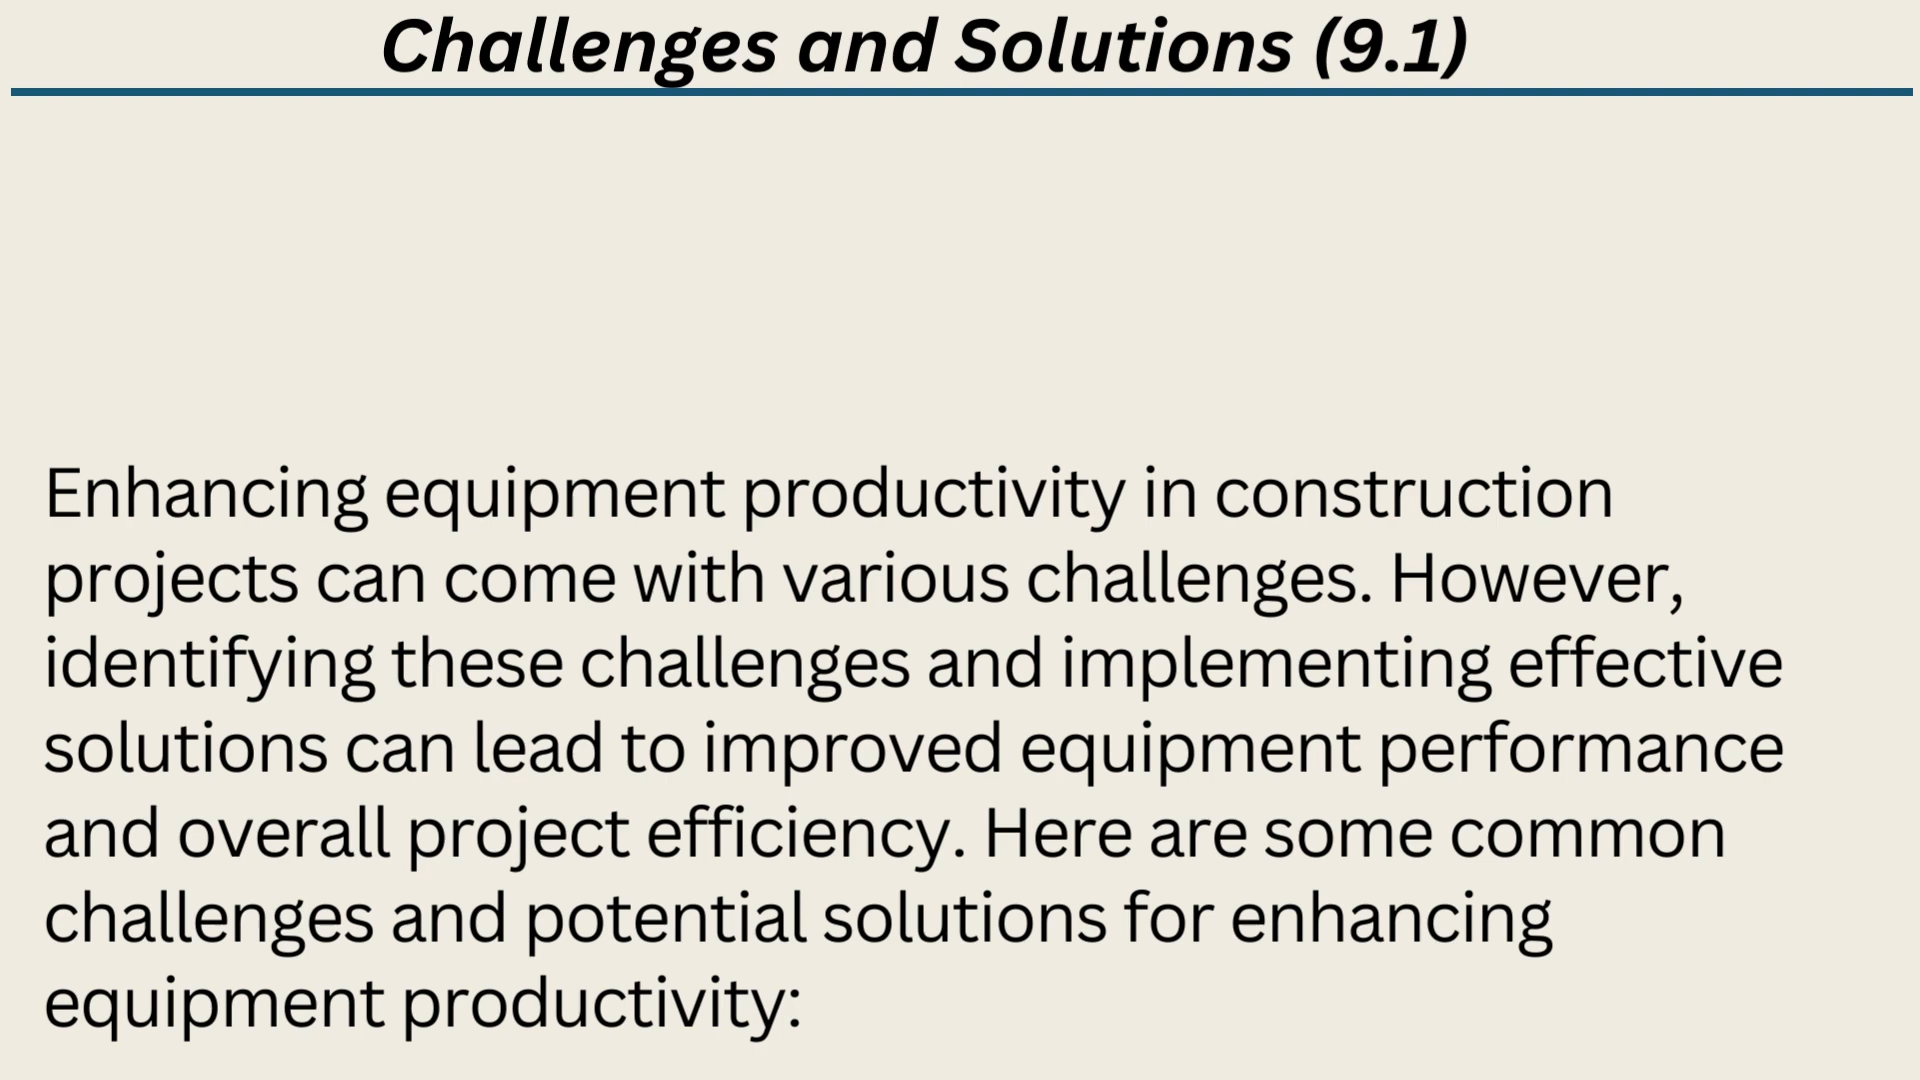 Challenges and Solutions (9.1)
Enhancing equipment productivity in construction
projects can come with various challenges. However,
identifying these challenges and implementing effective
solutions can lead to improved equipment performance
and overall project efficiency. Here are some common
challenges and potential solutions for enhancing
equipment productivity: